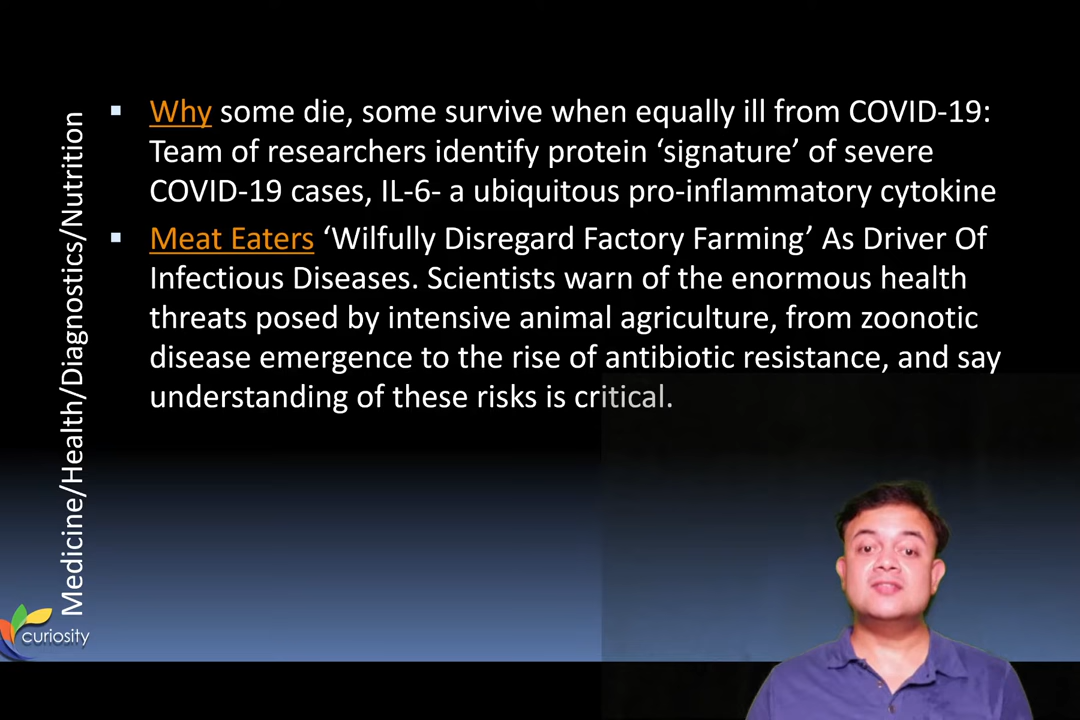 Medicine/Health/Diagnostics/Nutrition
▪ Why some die, some survive when equally ill from COVID-19:
Team of researchers identify protein ‘signature’ of severe
COVID-19 cases, IL-6- a ubiquitous pro-inflammatory cytokine
▪ Meat Eaters ‘Wilfully Disregard Factory Farming’ As Driver Of
Infectious Diseases. Scientists warn of the enormous health
threats posed by intensive animal agriculture, from zoonotic
disease emergence to the rise of antibiotic resistance, and say
understanding of these risks is critical.
curiosity